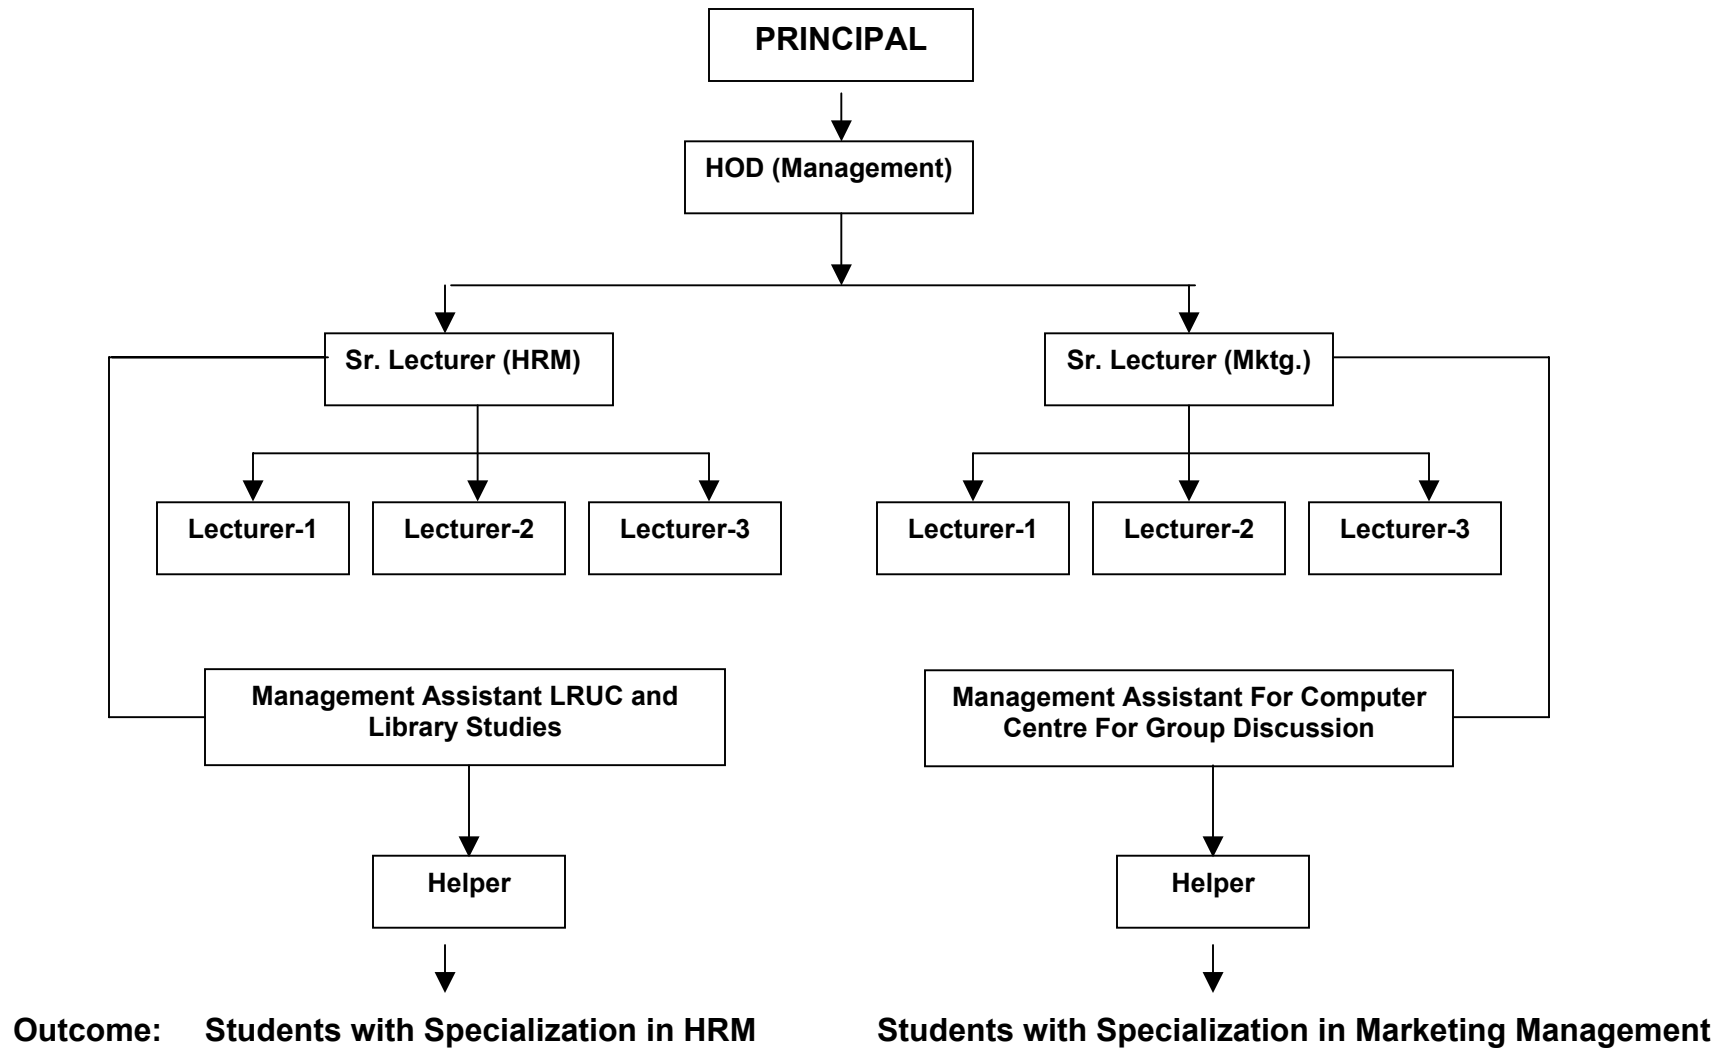 PRINCIPAL
HOD (Management)
Sr. Lecturer (HRM)
Sr. Lecturer (Mktg.)
Lecturer-1
Lecturer-2
Lecturer-3
Lecturer-1
Lecturer-2
Lecturer-3
Management Assistant LRUC and
Library Studies
Management Assistant For Computer
Centre For Group Discussion
Helper
Helper
Outcome: Students with Specialization in HRM
Students with Specialization in Marketing Management